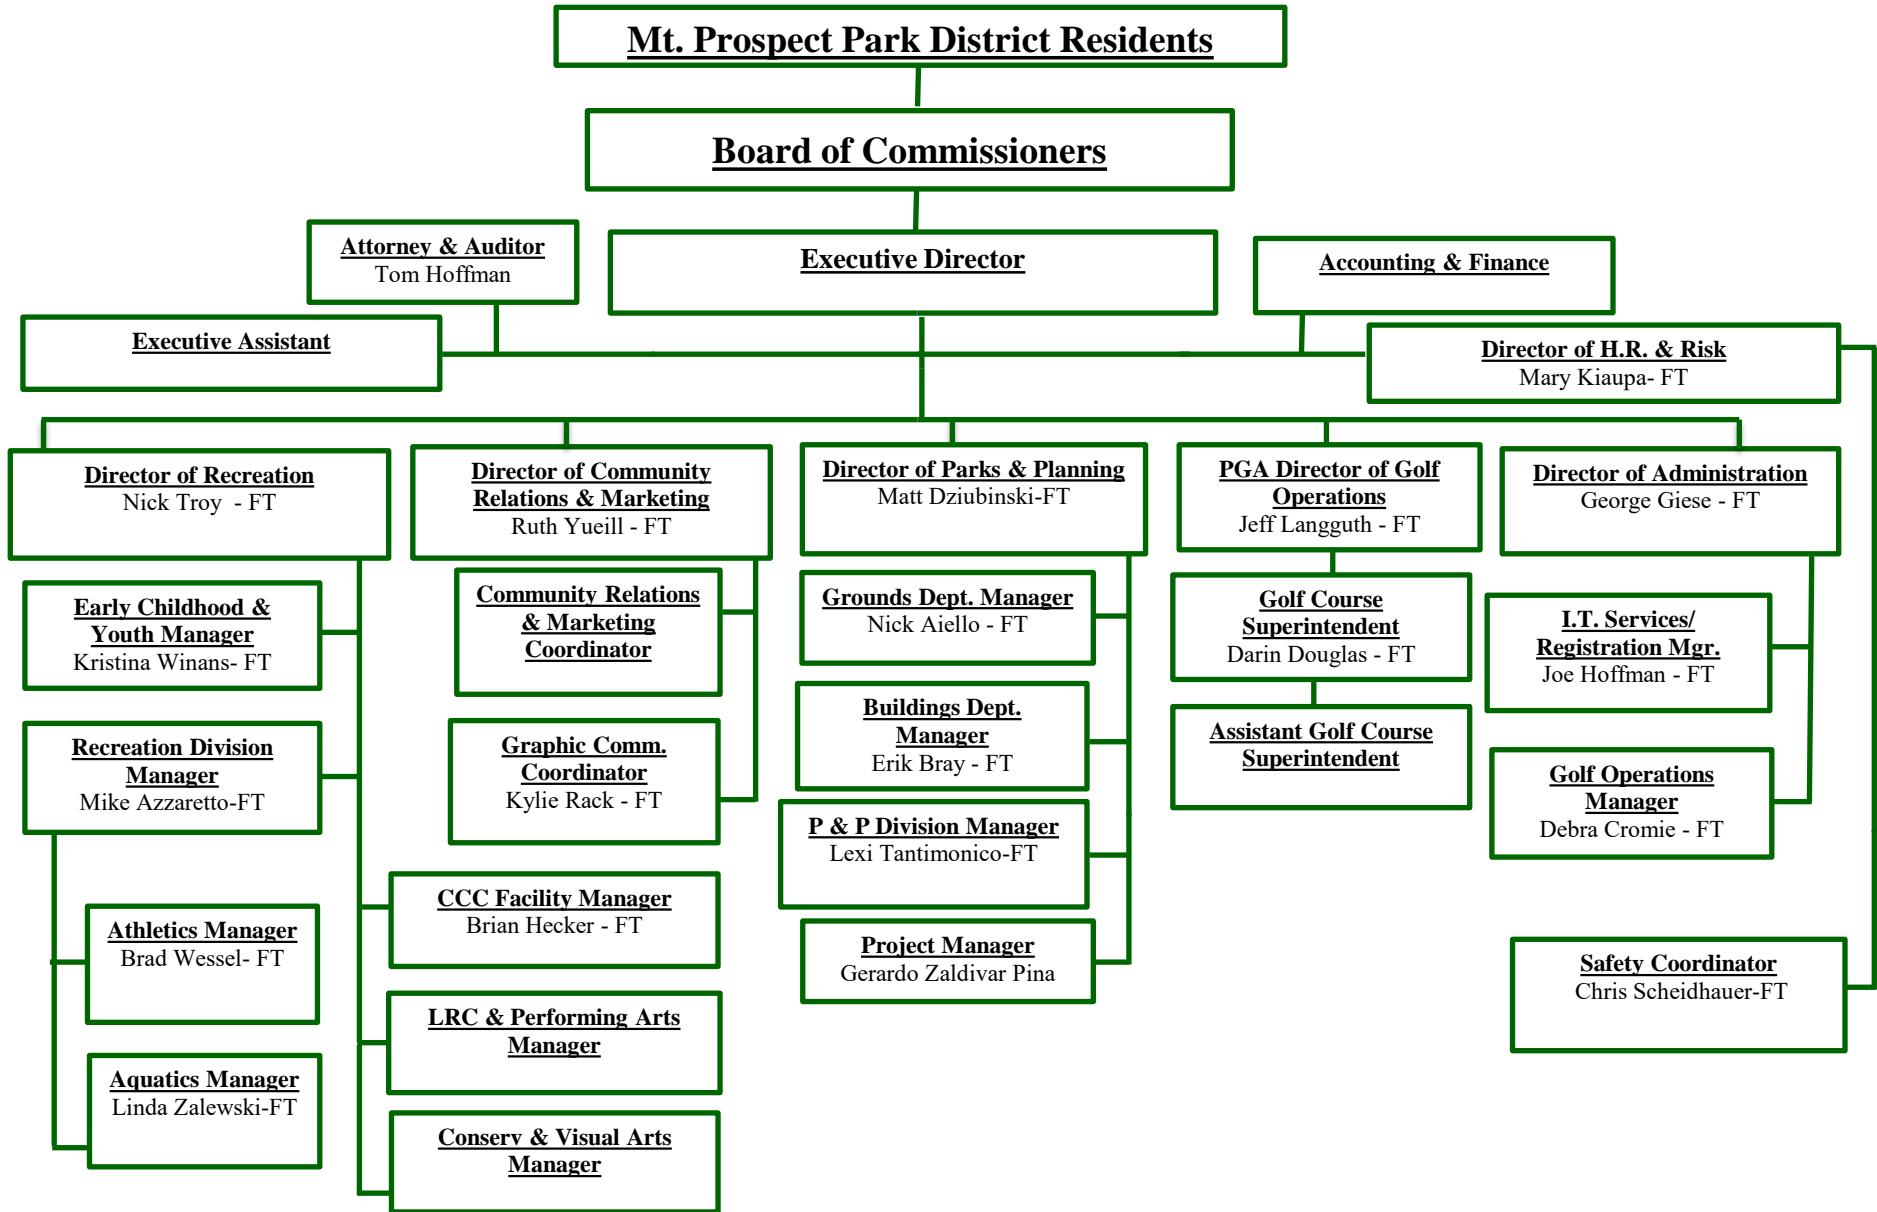 Mt. Prospect Park District Residents
Board of Commissioners
Attorney & Auditor
Tom Hoffman
Executive Director
Accounting & Finance
Executive Assistant
Director of H.R. & Risk
Mary Kiaupa- FT
Director of Recreation
Nick Troy  - FT
Director of Community
Relations & Marketing
Ruth Yueill - FT
Director of Parks & Planning
Matt Dziubinski-FT
PGA Director of Golf
Operations
Jeff Langguth - FT
Director of Administration
George Giese - FT
Early Childhood &
Youth Manager
Kristina Winans- FT
Community Relations
& Marketing
Coordinator
Grounds Dept. Manager
Nick Aiello - FT
Golf Course
Superintendent
Darin Douglas - FT
I.T. Services/
Registration Mgr.
Joe Hoffman - FT
Recreation Division
Manager
Mike Azzaretto-FT
Graphic Comm.
Coordinator
Kylie Rack - FT
Buildings Dept.
Manager
Erik Bray - FT
Assistant Golf Course
Superintendent
Golf Operations
Manager
Debra Cromie - FT
P & P Division Manager
Lexi Tantimonico-FT
Athletics Manager
Brad Wessel- FT
CCC Facility Manager
Brian Hecker - FT
Project Manager
Gerardo Zaldivar Pina
Safety Coordinator
Chris Scheidhauer-FT
LRC & Performing Arts
Manager
Aquatics Manager
Linda Zalewski-FT
Conserv & Visual Arts
Manager